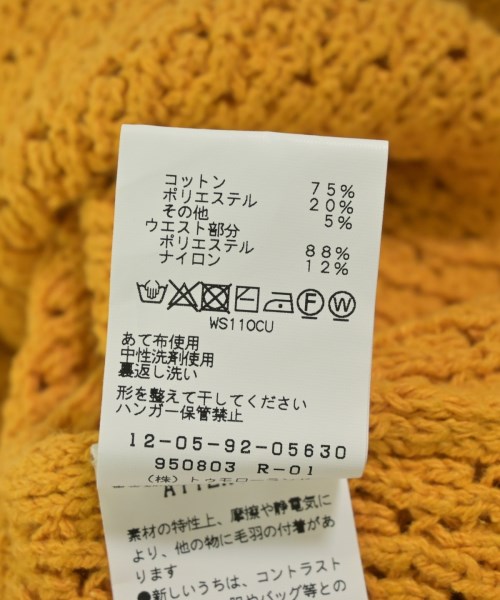 コットン 75%
ポリエステル 20%
その他 5%
ウエスト部分
ポリエステル 88%
ナイロン 12%
F W
WS110CU
あて布使用
中性洗剤使用
裏返し洗い
形を整えて干してください
ハンガー保管禁止
12-05-92-05630
950803 R-01
素材の特性上、摩擦や静電気に
より、他の物に毛羽の付着があ
ります
●新しいうちは、コントラスト
バッグ等との